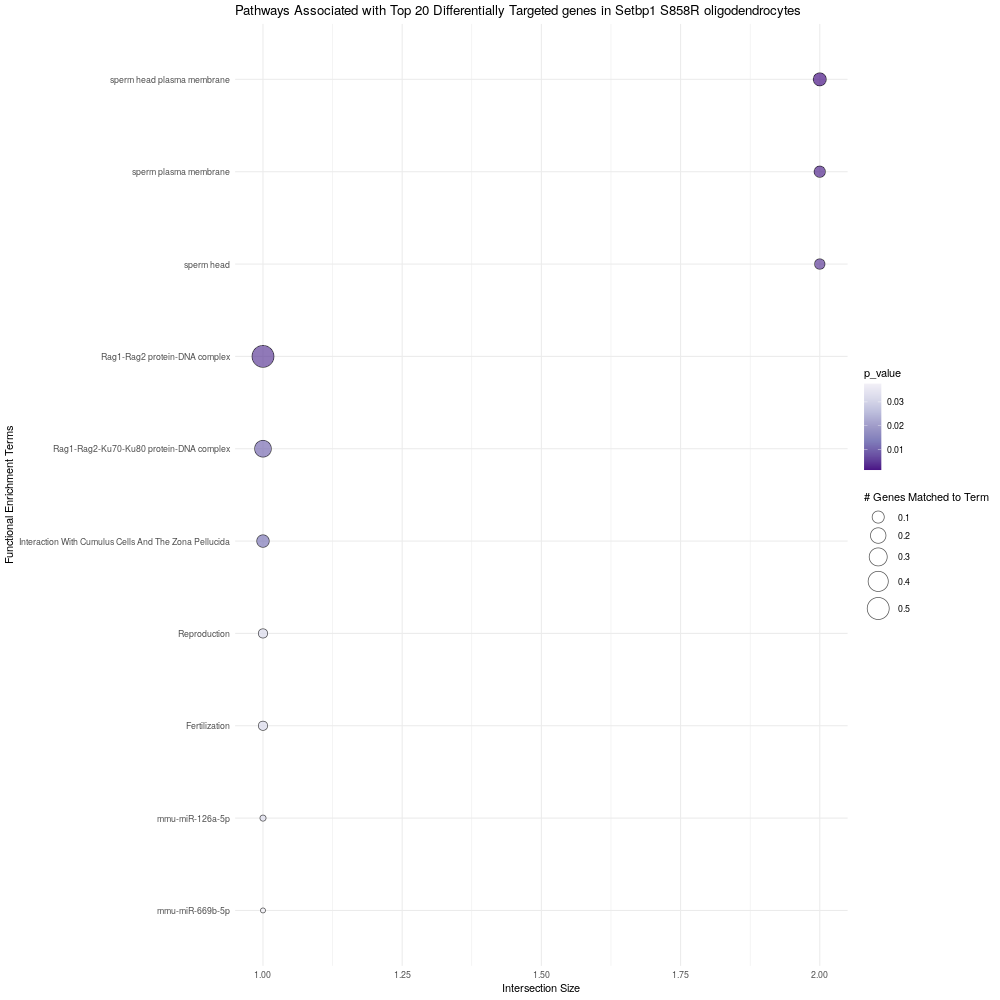 Pathways Associated with Top 20 Differentially Targeted genes in Setbp1 S858R oligodendrocytes
Functional Enrichment Terms
sperm head plasma membrane
sperm plasma membrane
sperm head
Rag1-Rag2 protein-DNA complex
Rag1-Rag2-Ku70-Ku80 protein-DNA complex
Interaction With Cumulus Cells And The Zona Pellucida
Reproduction
Fertilization
mmu-miR-126a-5p
mmu-miR-669b-5p
1.00 1.25 1.50 1.75 2.00
Intersection Size
p_value
0.03
0.02
0.01
# Genes Matched to Term
0.1
0.2
0.3
0.4
0.5